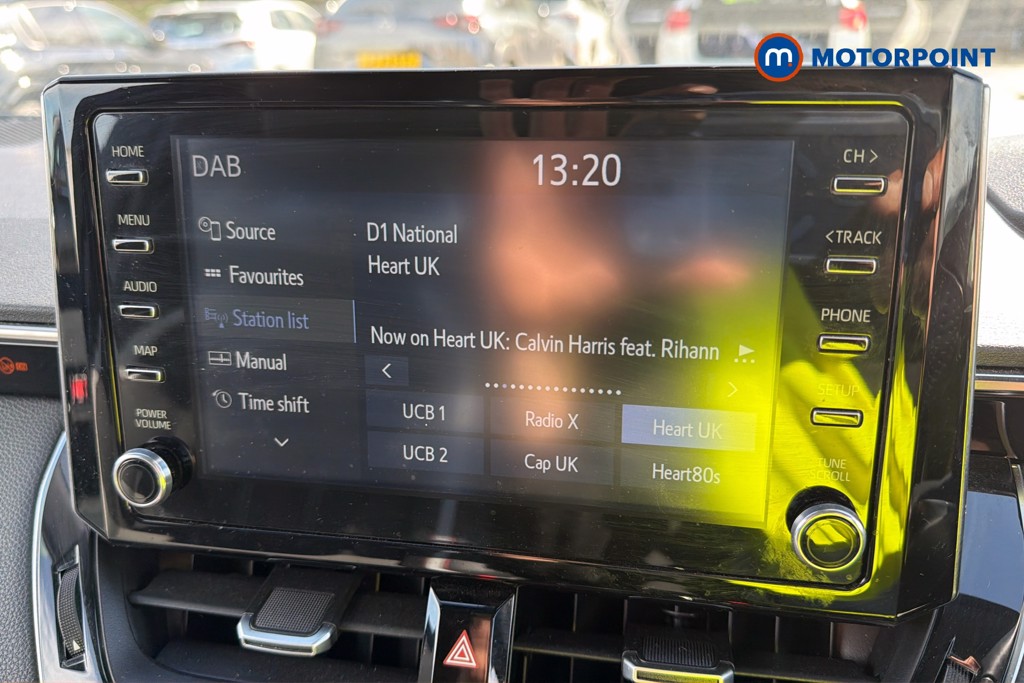 m. MOTORPOINT
HOME
MENU
AUDIO
MAP
POWER
VOLUME
DAB
13:20
Source
Favourites
Station list
Manual
Time shift
D1 National
Heart UK
Now on Heart UK: Calvin Harris feat. Rihann
<
>
UCB 1
Radio X
Heart UK
UCB 2
Cap UK
Heart80s
CH >
< TRACK
PHONE
SETUP
TUNE
SCROLL